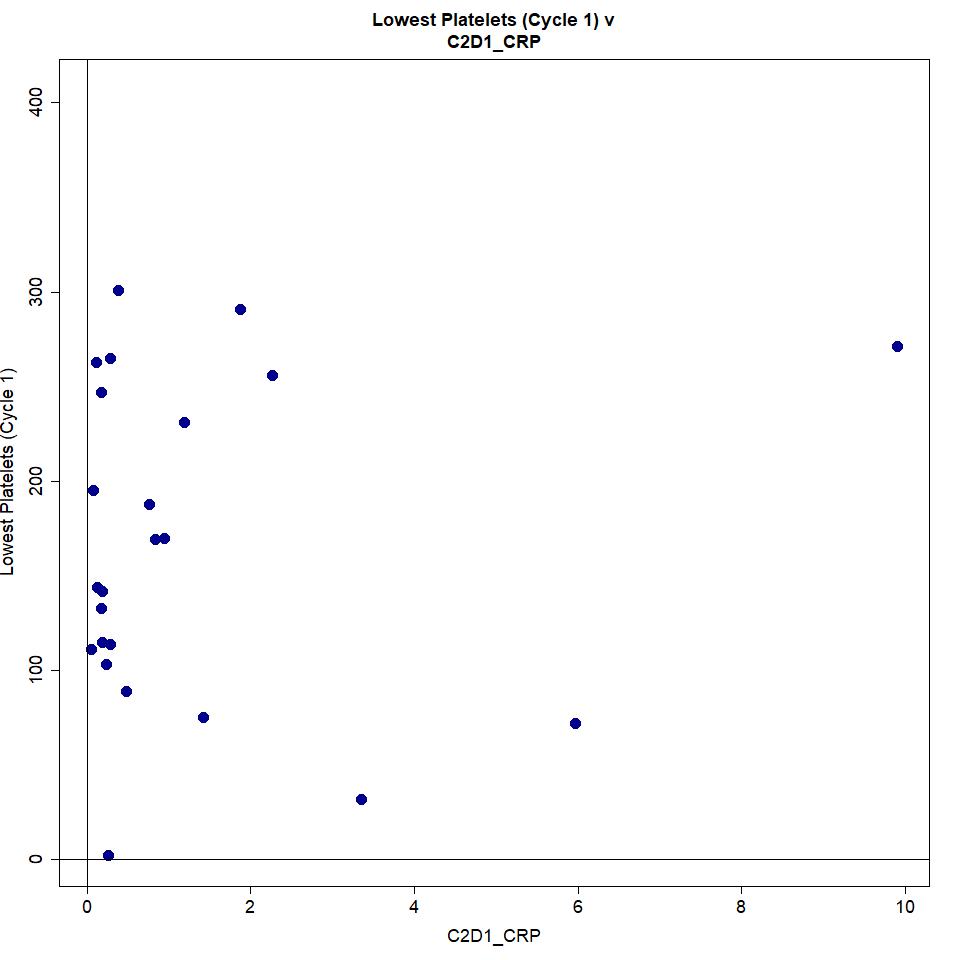 Lowest Platelets (Cycle 1) v
C2D1_CRP
400
300
200
100
0
Lowest Platelets (Cycle 1)
0 2 4 6 8 10
C2D1_CRP